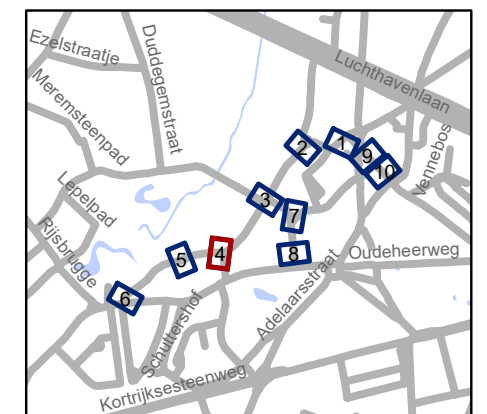 Ezelstraatje
Duddegemstraat
Luchthavenlaan
Meremsteenpad
Vennebos
Lepelpad
Rijsbrugge
1
2
9
10
3
7
4
5
8
6
Oudeheerweg
Adelaarsstraat
Schuttershof
Kortrijksesteenweg